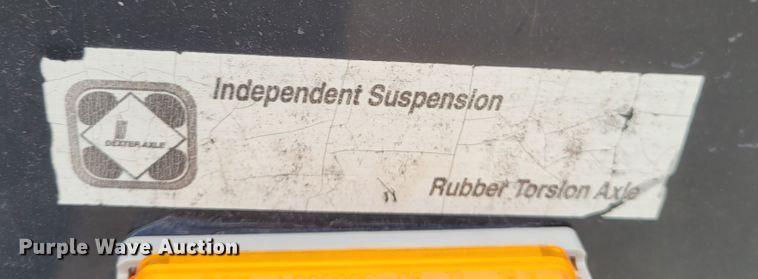 Independent Suspension
DEXTER AXLE
Rubber Torsion Axle
Purple Wave Auction